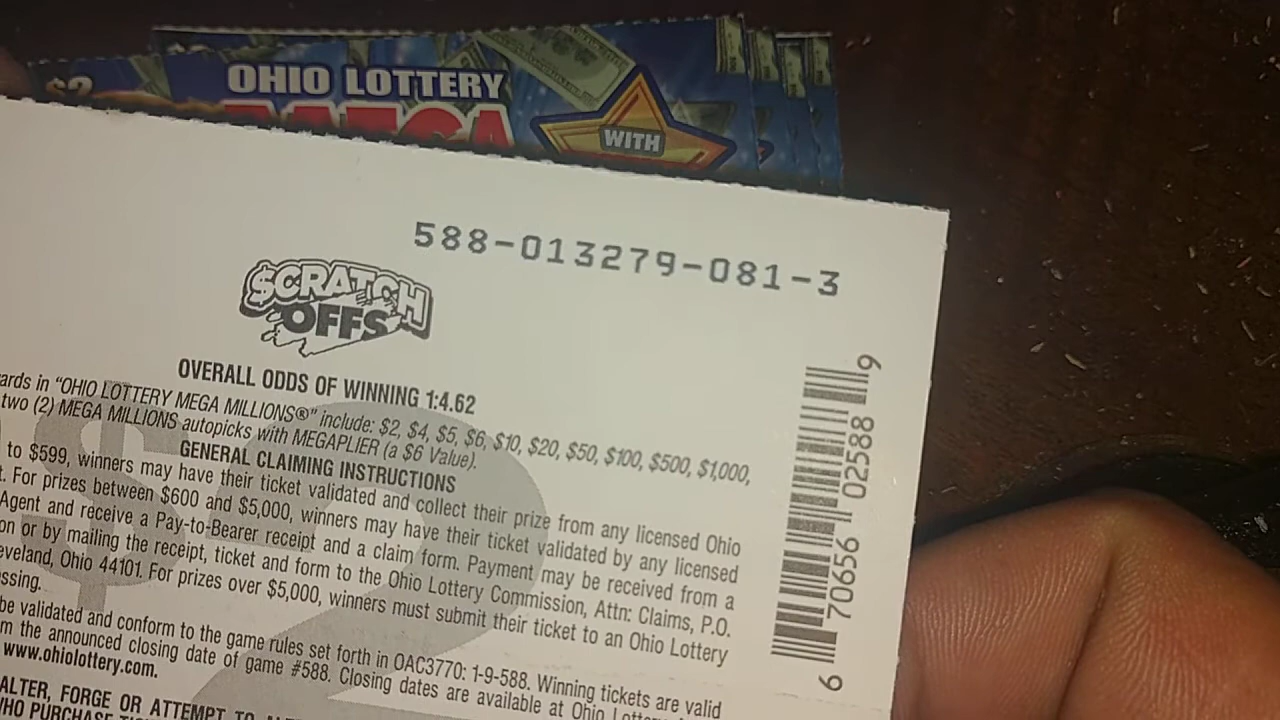 $2
OHIO LOTTERY
MEGA
WITH
588-013279-081-3
$CRATCH
OFFS
OVERALL ODDS OF WINNING 1:4.62
in "OHIO LOTTERY MEGA MILLIONS®" include: $2, $4, $5, $6, $10, $20, $50, $100, $500, $1,000,
two (2) MEGA MILLIONS autopicks with MEGAPLIER (a $6 Value).
GENERAL CLAIMING INSTRUCTIONS
to $599, winners may have their ticket validated and collect their prize from any licensed Ohio
For prizes between $600 and $5,000, winners may have their ticket validated by any licensed
Agent and receive a Pay-to-Bearer receipt and a claim form. Payment may be received from a
or by mailing the receipt, ticket and form to the Ohio Lottery Commission, Attn: Claims, P.O.
Ohio 44101. For prizes over $5,000, winners must submit their ticket to an Ohio Lottery
be validated and conform to the game rules set forth in OAC3770: 1-9-588. Winning tickets are valid
the announced closing date of game #588. Closing dates are available at Ohio
www.ohiolottery.com.
ALTER, FORGE OR ATTEMPT TO
WHO PURCHASE
$2
6 70656 02588 9